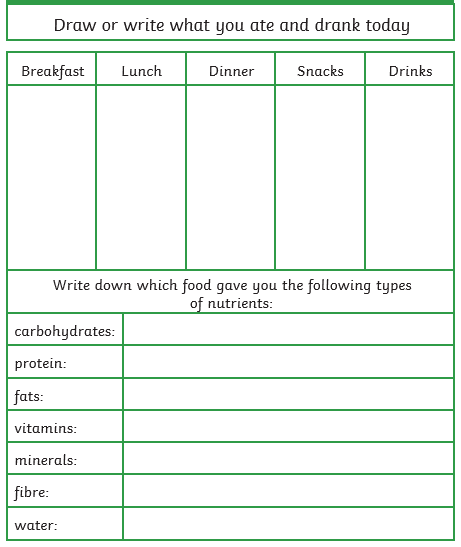 Draw or write what you ate and drank today
Breakfast Lunch Dinner Snacks Drinks
Write down which food gave you the following types
of nutrients:
carbohydrates:
protein:
fats:
vitamins:
minerals:
fibre:
water: